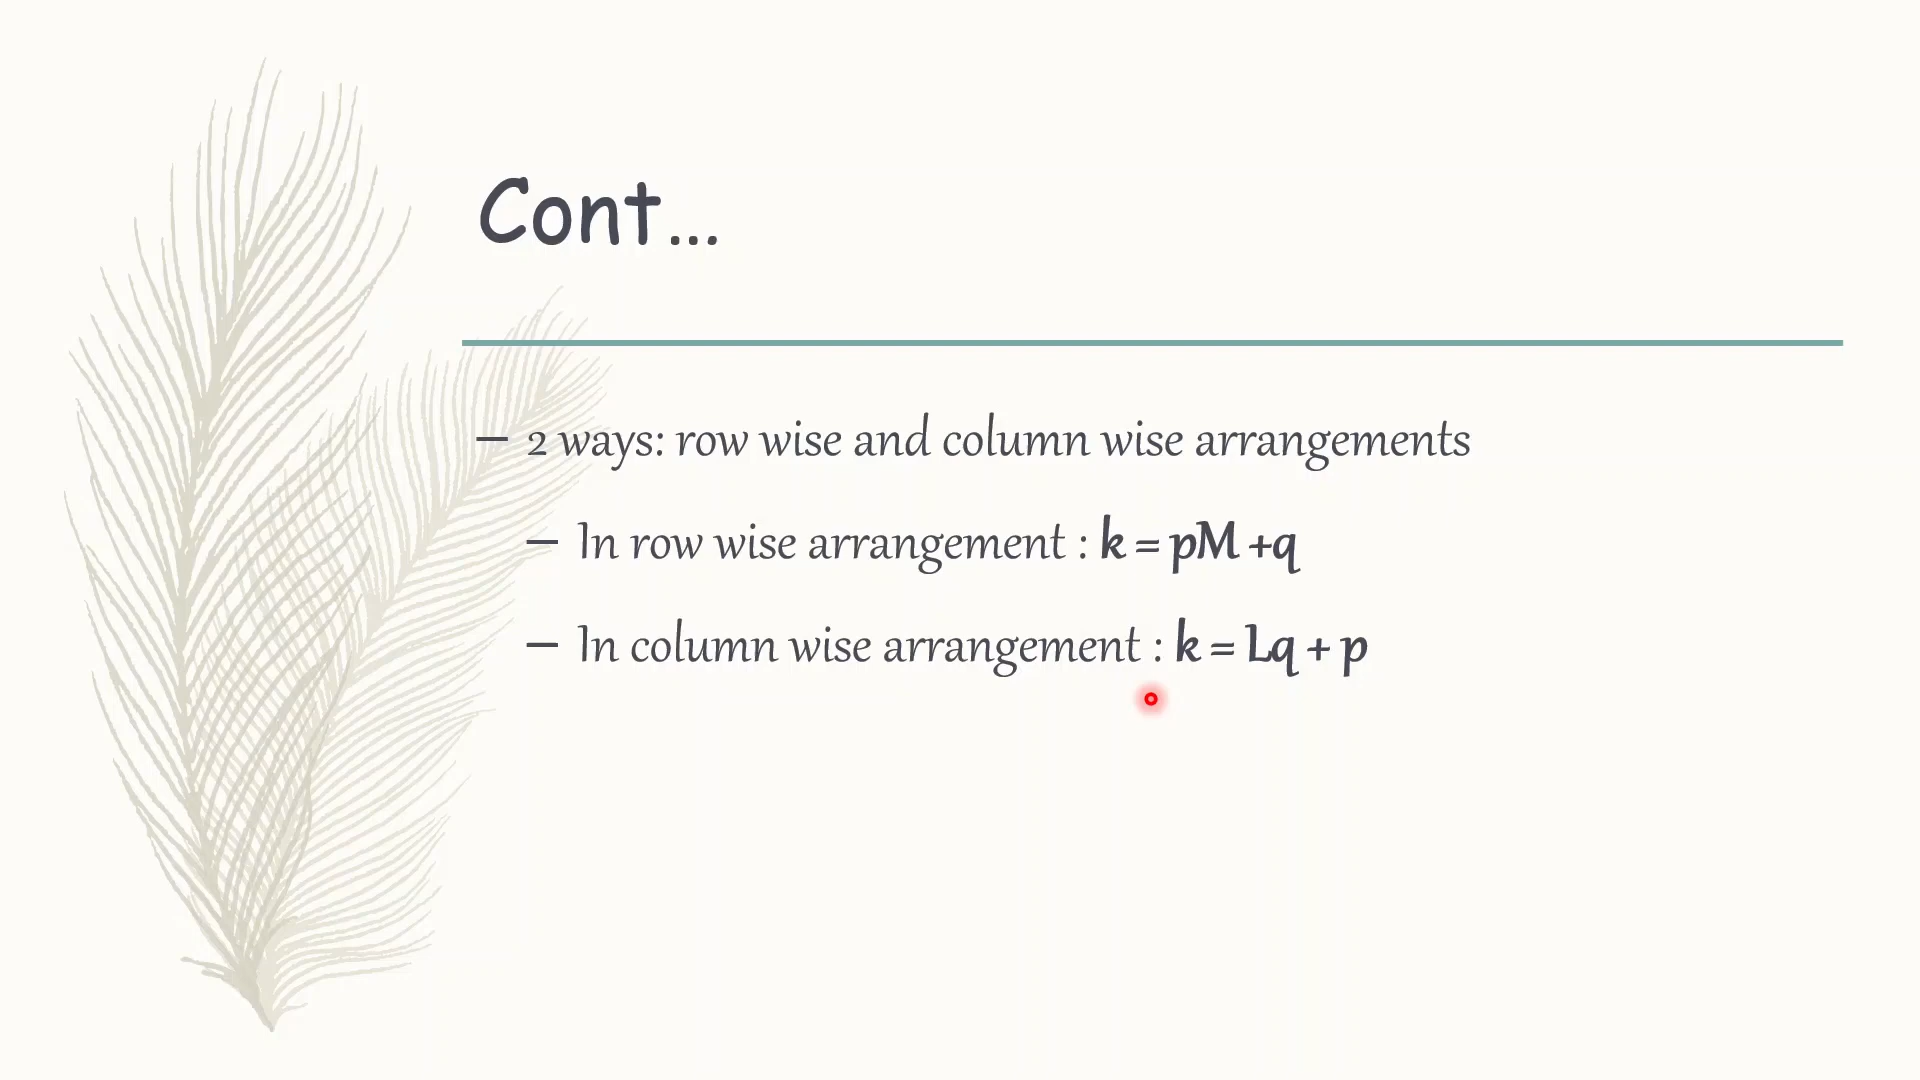 Cont...
– 2 ways: row wise and column wise arrangements
– In row wise arrangement : k = pM +q
– In column wise arrangement : k = Lq + p